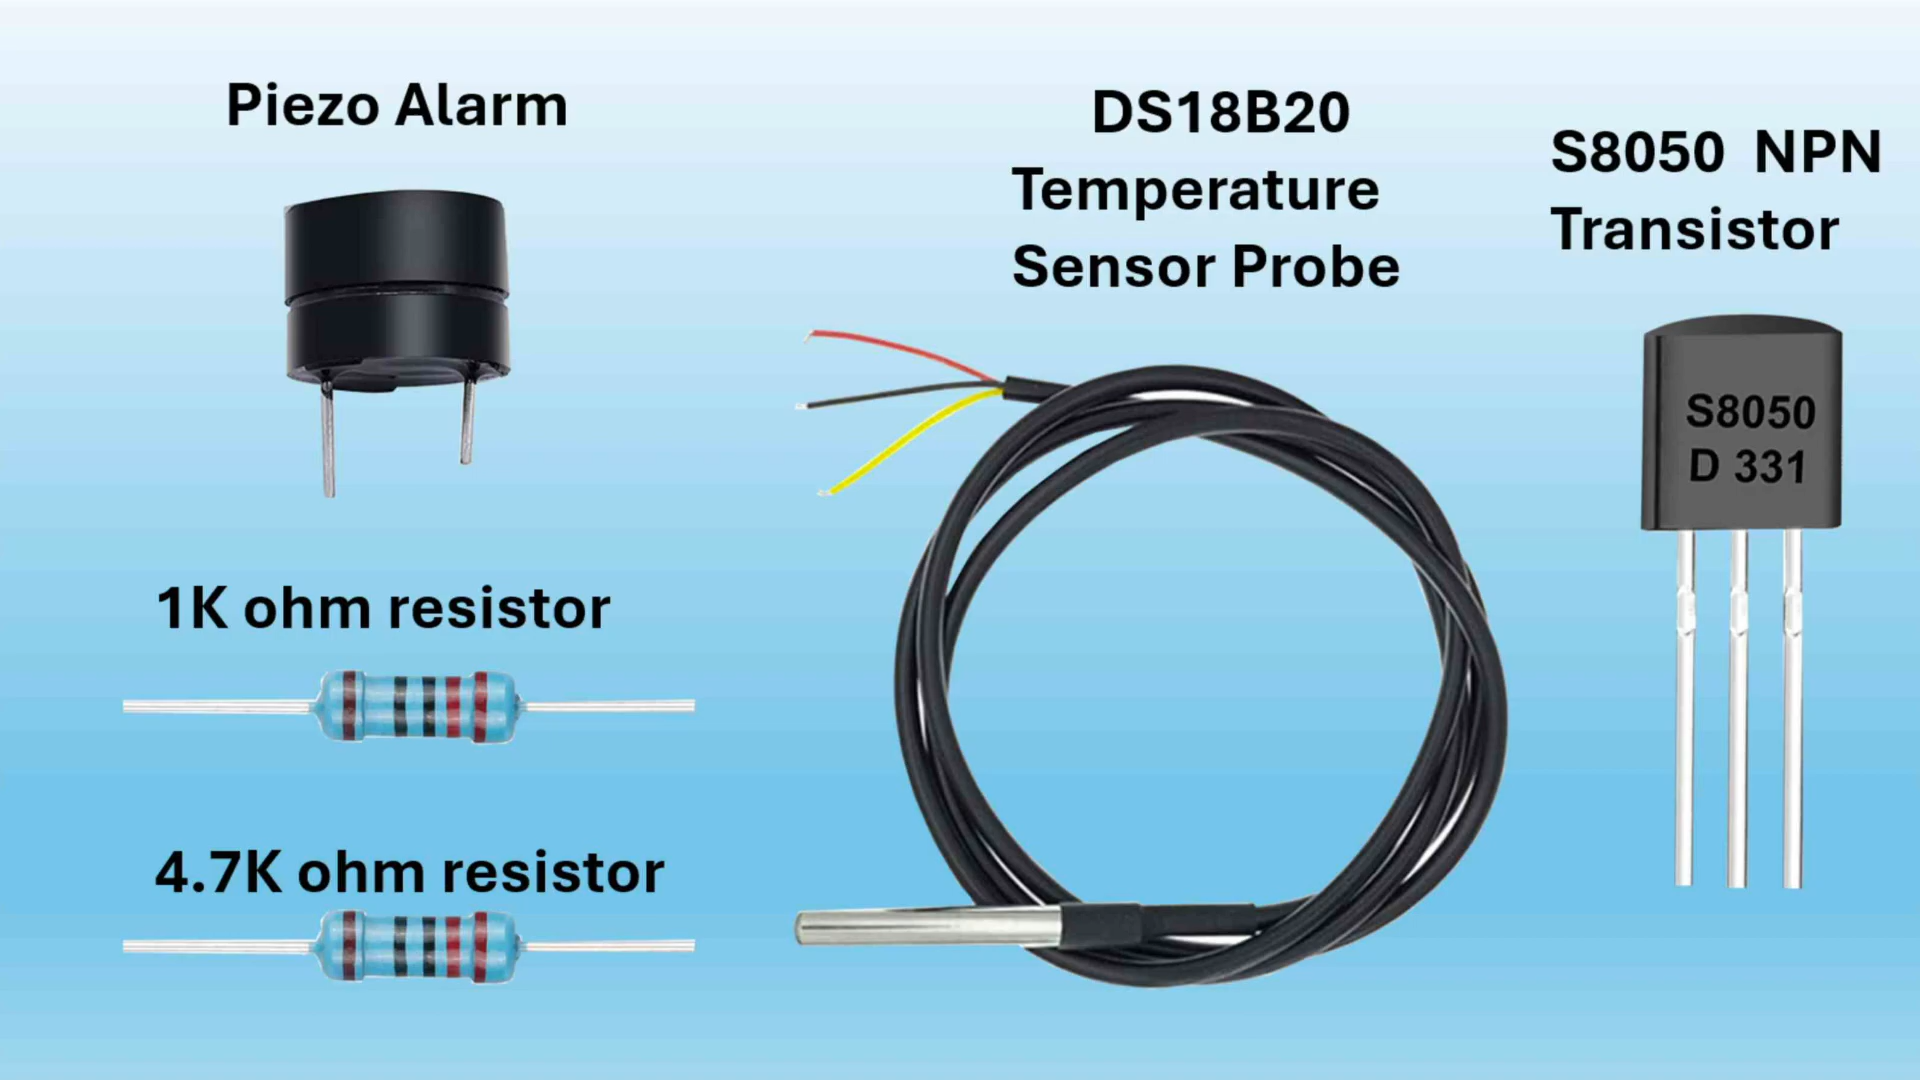 Piezo Alarm
DS18B20
Temperature
Sensor Probe
S8050 NPN
Transistor
S8050
D 331
1K ohm resistor
4.7K ohm resistor